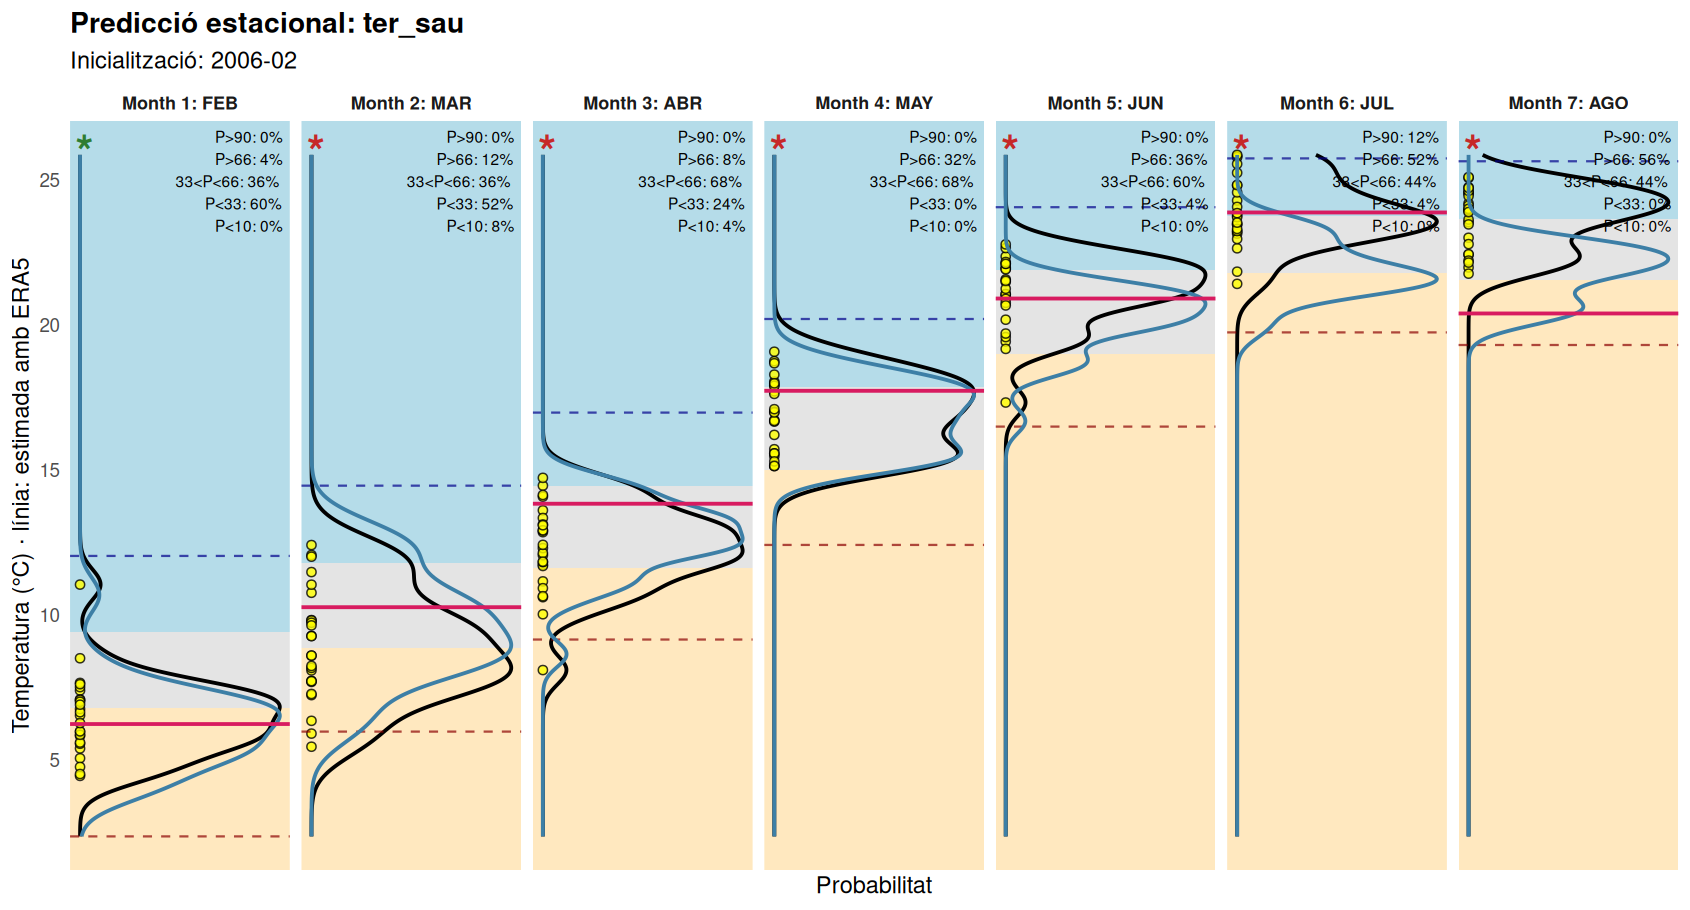 Predicció estacional: ter_sau
Inicialització: 2006-02
Month 1: FEB
Month 2: MAR
Month 3: ABR
Month 4: MAY
Month 5: JUN
Month 6: JUL
Month 7: AGO
*
P>90: 0%
P>66: 4%
33<P<66: 36%
P<33: 60%
P<10: 0%
*
P>90: 0%
P>66: 12%
33<P<66: 36%
P<33: 52%
P<10: 8%
*
P>90: 0%
P>66: 8%
33<P<66: 68%
P<33: 24%
P<10: 4%
*
P>90: 0%
P>66: 32%
33<P<66: 68%
P<33: 0%
P<10: 0%
*
P>90: 0%
P>66: 36%
33<P<66: 60%
P<33: 4%
P<10: 0%
*
P>90: 12%
P>66: 52%
33<P<66: 44%
P<33: 4%
P<10: 0%
*
P>90: 0%
P>66: 56%
33<P<66: 44%
P<33: 0%
P<10: 0%
25
20
15
10
5
Temperatura (°C) · línia: estimada amb ERA5
Probabilitat